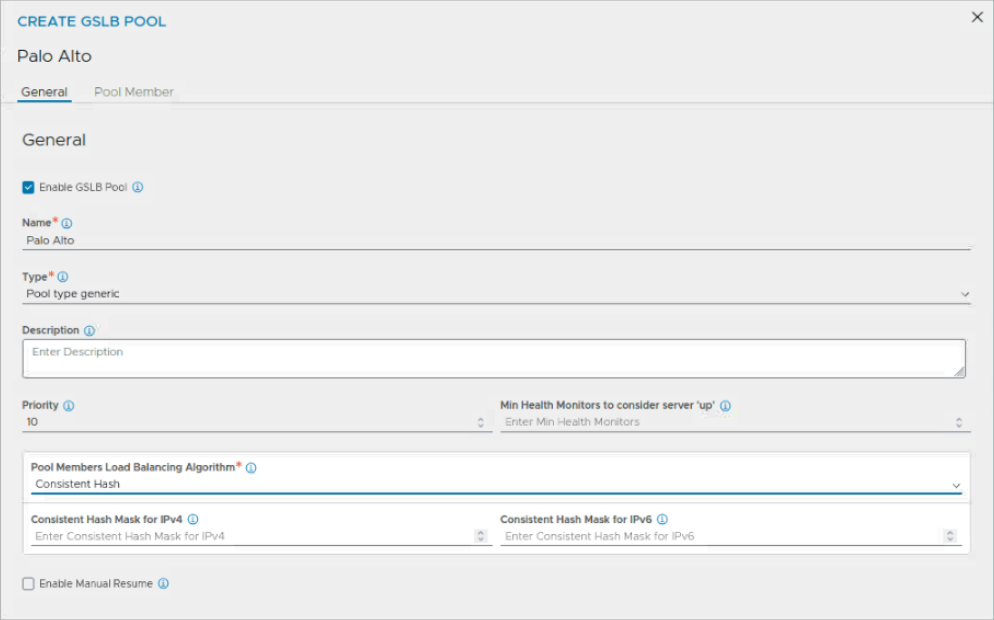 CREATE GSLB POOL
Palo Alto
General Pool Member
General
Enable GSLB Pool
Name*
Palo Alto
Type*
Pool type generic
Description
Enter Description
Priority Min Health Monitors to consider server 'up'
10 Enter Min Health Monitors
Pool Members Load Balancing Algorithm*
Consistent Hash
Consistent Hash Mask for IPv4 Consistent Hash Mask for IPv6
Enter Consistent Hash Mask for IPv4 Enter Consistent Hash Mask for IPv6
Enable Manual Resume